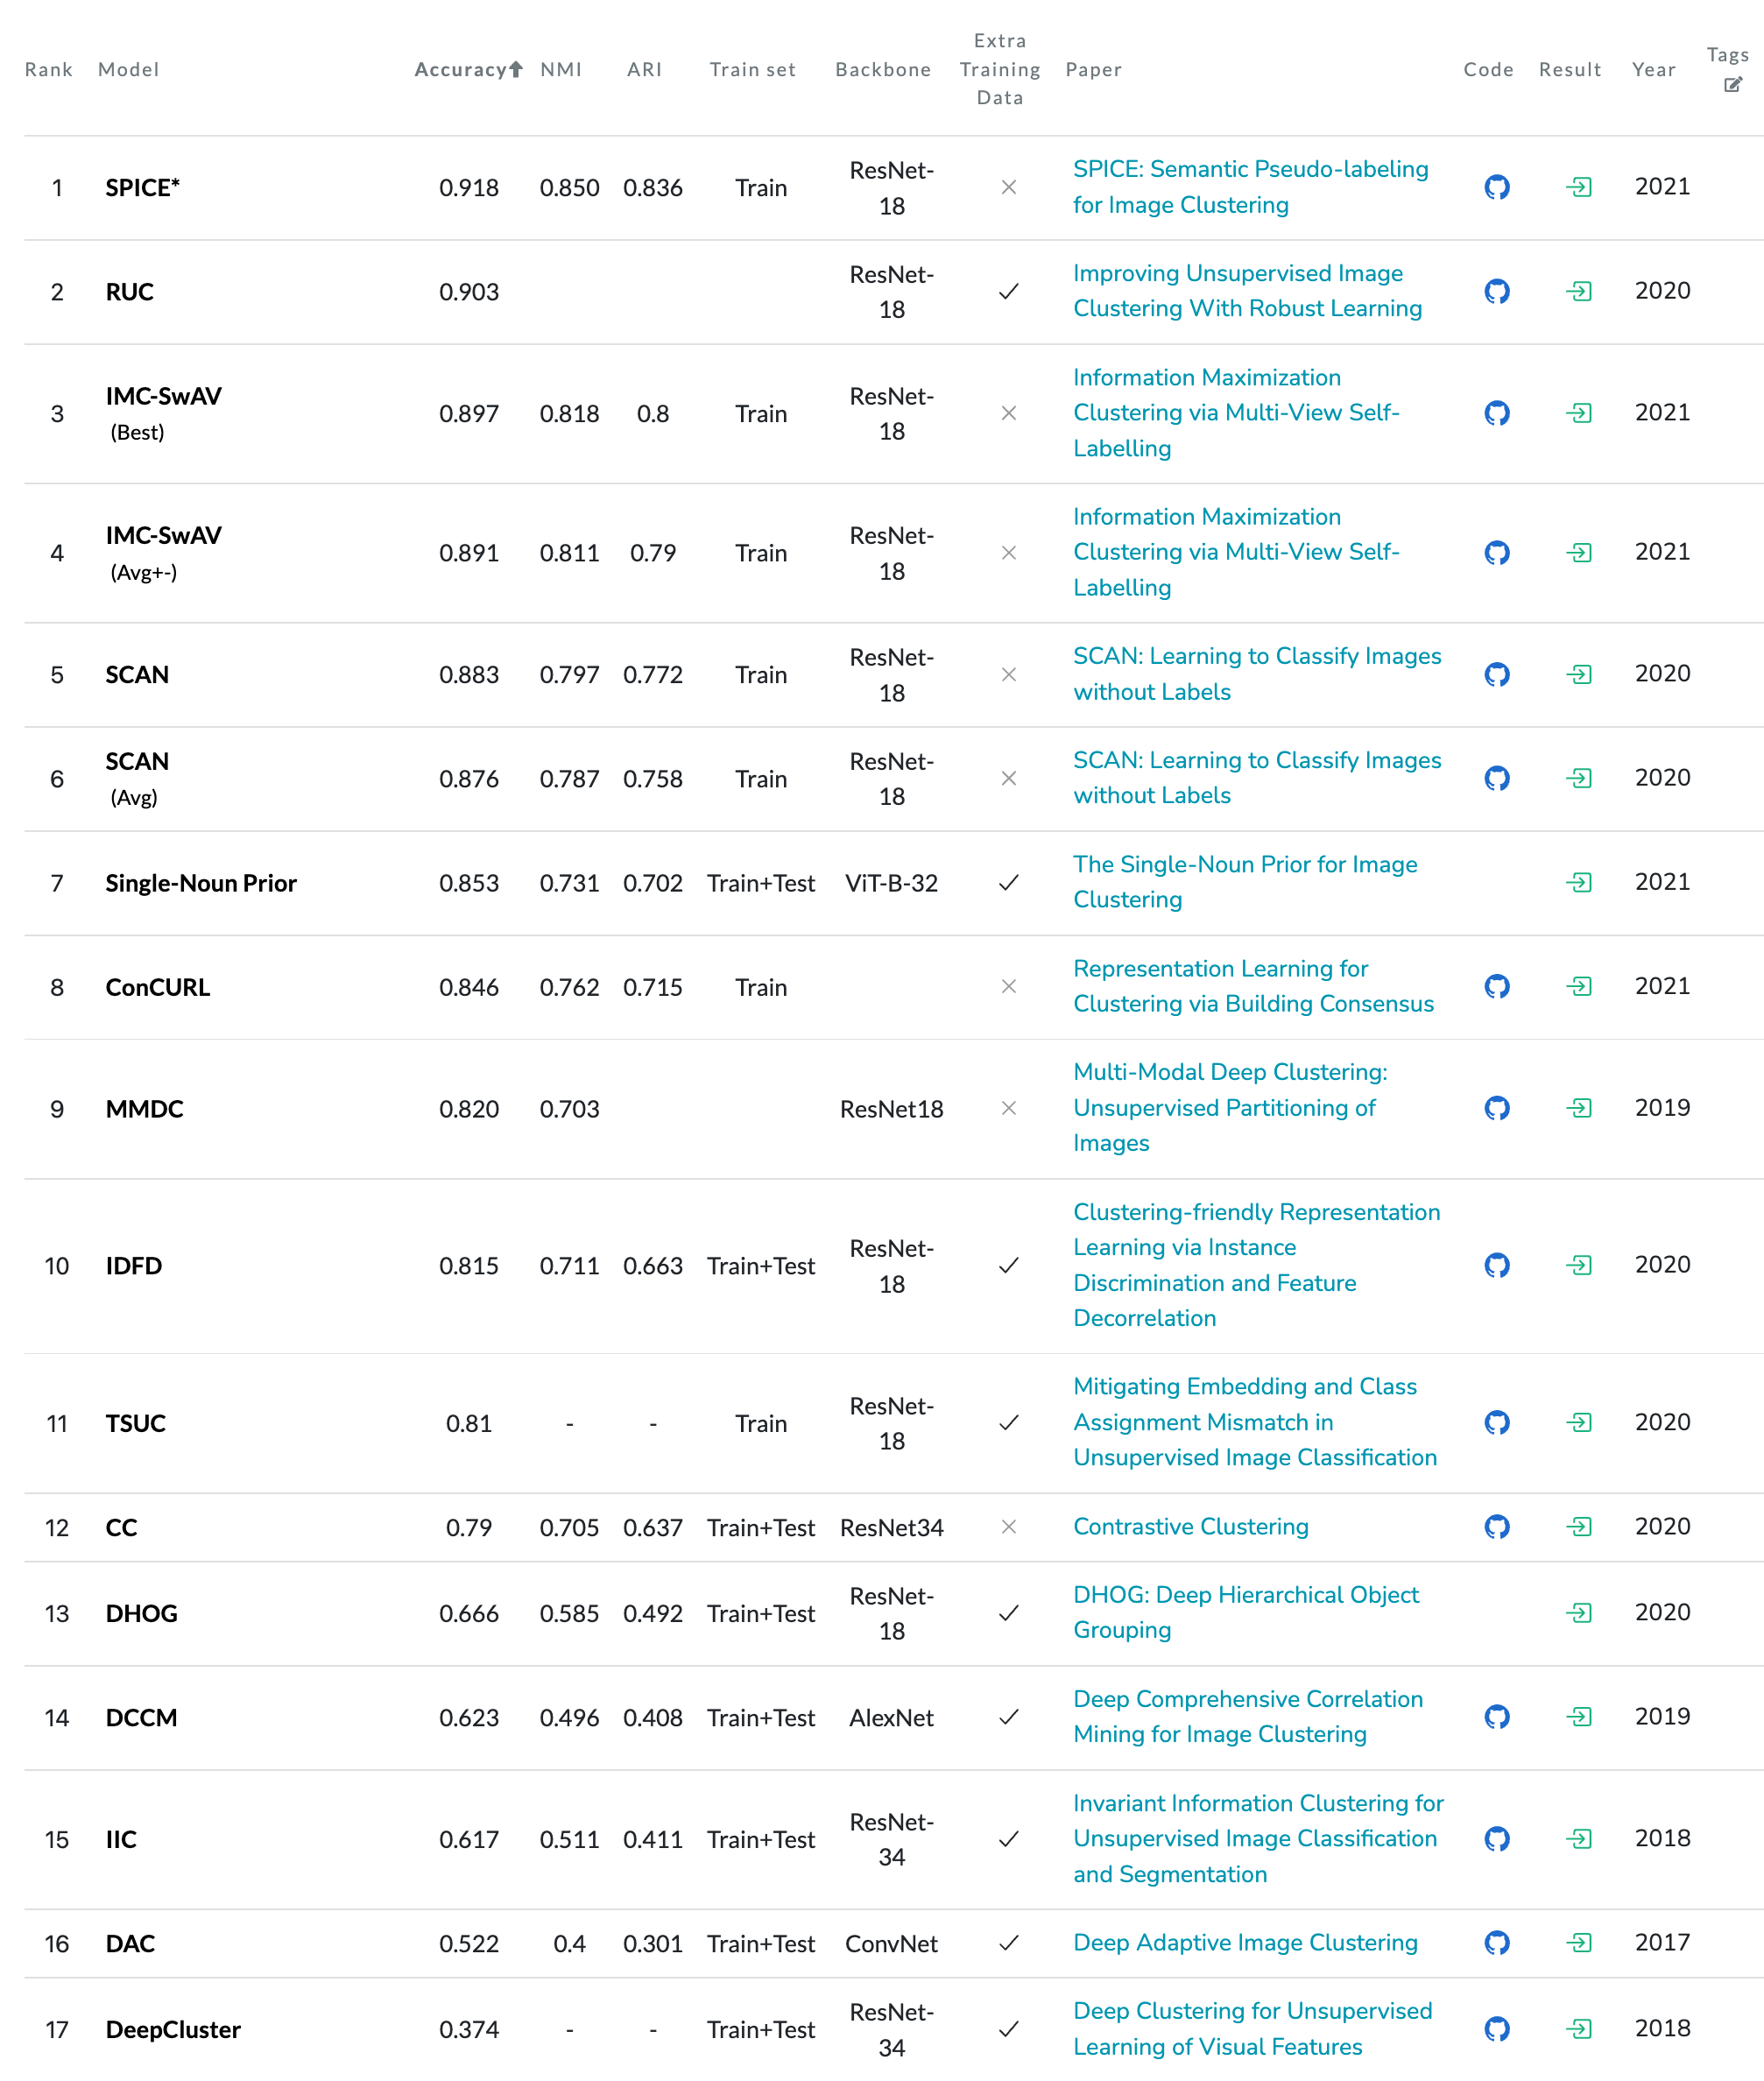 Rank Model Accuracy NMI ARI Train set Backbone Extra Training Data Paper Code Result Year Tags
1 SPICE* 0.918 0.850 0.836 Train ResNet-18 SPICE: Semantic Pseudo-labeling for Image Clustering 2021
2 RUC 0.903 ResNet-18 ✓ Improving Unsupervised Image Clustering With Robust Learning 2020
3 IMC-SwAV (Best) 0.897 0.818 0.8 Train ResNet-18 Information Maximization Clustering via Multi-View Self-Labelling 2021
4 IMC-SwAV (Avg+-) 0.891 0.811 0.79 Train ResNet-18 Information Maximization Clustering via Multi-View Self-Labelling 2021
5 SCAN 0.883 0.797 0.772 Train ResNet-18 SCAN: Learning to Classify Images without Labels 2020
6 SCAN (Avg) 0.876 0.787 0.758 Train ResNet-18 SCAN: Learning to Classify Images without Labels 2020
7 Single-Noun Prior 0.853 0.731 0.702 Train+Test ViT-B-32 ✓ The Single-Noun Prior for Image Clustering 2021
8 ConCURL 0.846 0.762 0.715 Train Representation Learning for Clustering via Building Consensus 2021
9 MMDC 0.820 0.703 ResNet18 Multi-Modal Deep Clustering: Unsupervised Partitioning of Images 2019
10 IDFD 0.815 0.711 0.663 Train+Test ResNet-18 ✓ Clustering-friendly Representation Learning via Instance Discrimination and Feature Decorrelation 2020
11 TSUC 0.81 - - Train ResNet-18 ✓ Mitigating Embedding and Class Assignment Mismatch in Unsupervised Image Classification 2020
12 CC 0.79 0.705 0.637 Train+Test ResNet34 Contrastive Clustering 2020
13 DHOG 0.666 0.585 0.492 Train+Test ResNet-18 ✓ DHOG: Deep Hierarchical Object Grouping 2020
14 DCCM 0.623 0.496 0.408 Train+Test AlexNet ✓ Deep Comprehensive Correlation Mining for Image Clustering 2019
15 IIC 0.617 0.511 0.411 Train+Test ResNet-34 ✓ Invariant Information Clustering for Unsupervised Image Classification and Segmentation 2018
16 DAC 0.522 0.4 0.301 Train+Test ConvNet ✓ Deep Adaptive Image Clustering 2017
17 DeepCluster 0.374 - - Train+Test ResNet-34 ✓ Deep Clustering for Unsupervised Learning of Visual Features 2018